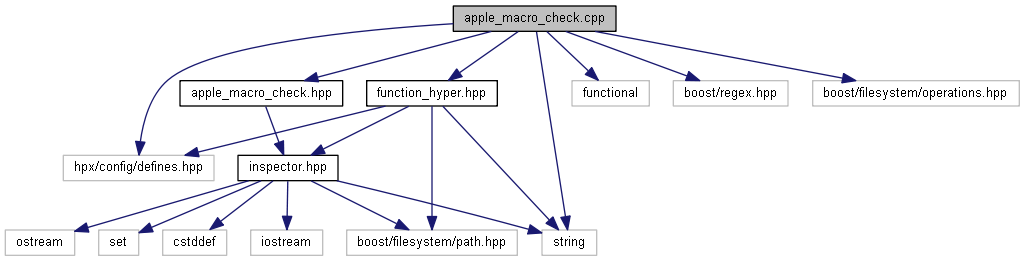 apple_macro_check.cpp
apple_macro_check.hpp
function_hyper.hpp
functional
boost/regex.hpp
boost/filesystem/operations.hpp
hpx/config/defines.hpp
inspector.hpp
ostream
set
cstddef
iostream
boost/filesystem/path.hpp
string